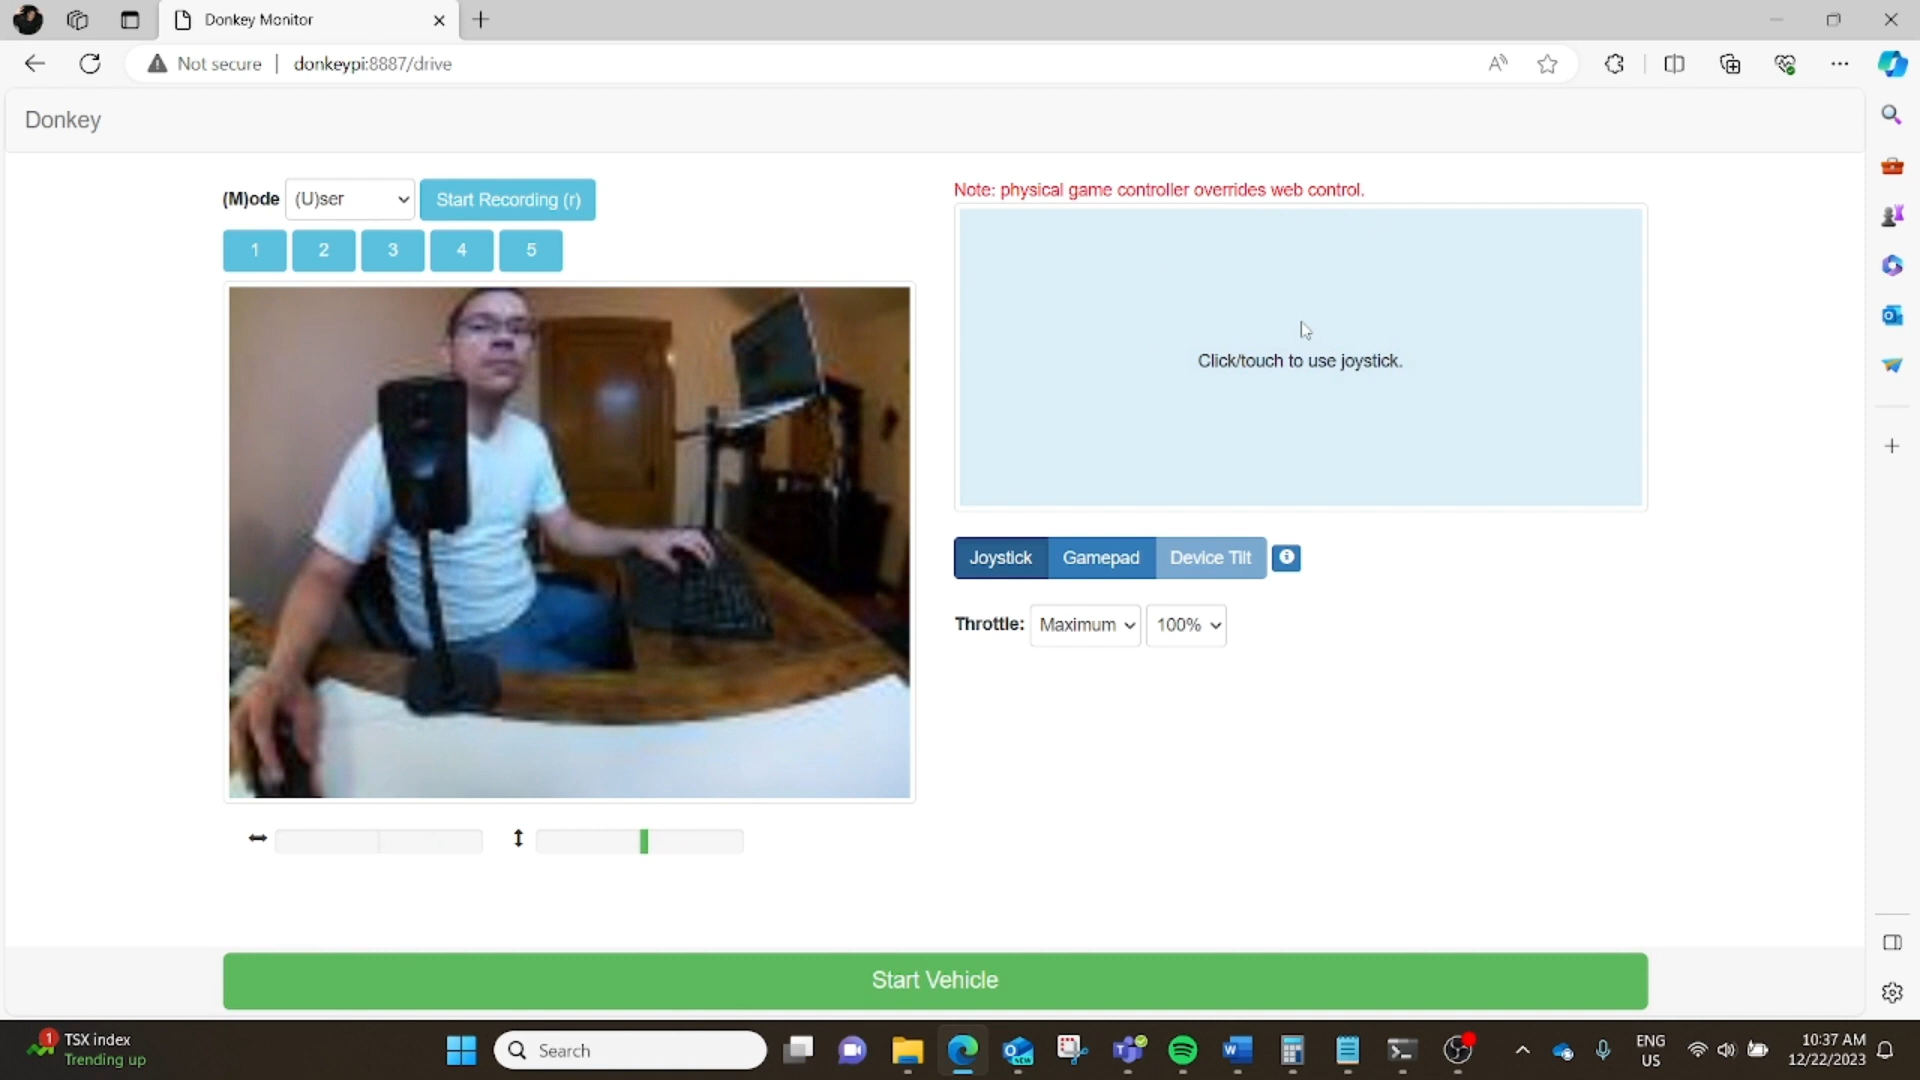 Donkey Monitor
Not secure | donkeypi:8887/drive
Donkey
(M)ode (U)ser Start Recording (r)
1 2 3 4 5
Note: physical game controller overrides web control.
Click/touch to use joystick.
Joystick Gamepad Device Tilt
Throttle: Maximum 100%
Start Vehicle
1 TSX index
Trending up
Search
ENG
US
10:37 AM
12/22/2023